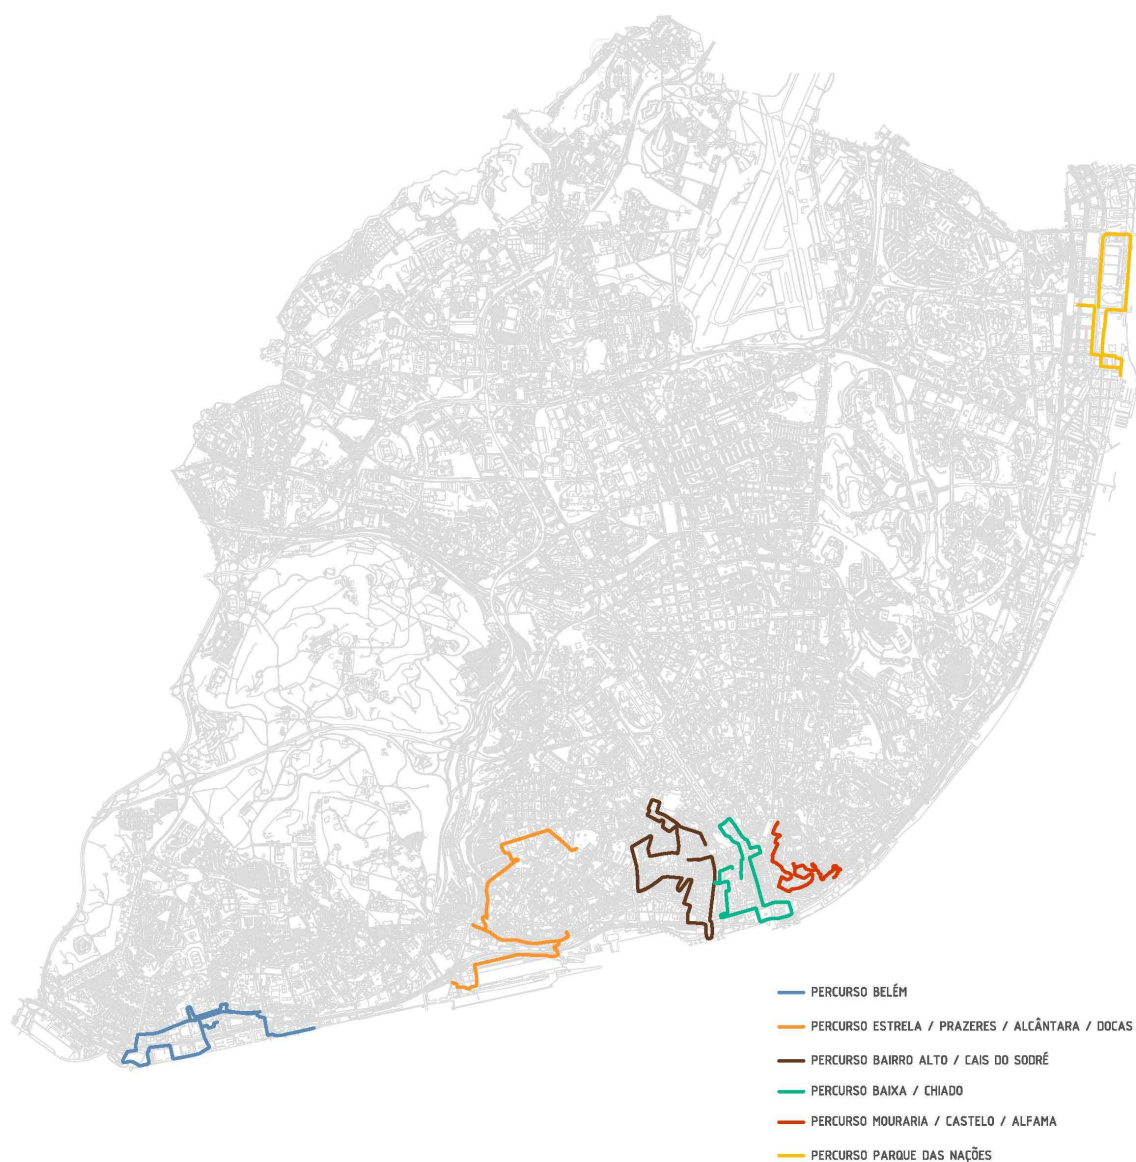 PERCURSO BELÉM
PERCURSO ESTRELA / PRAZERES / ALCÂNTARA / DOCAS
PERCURSO BAIRRO ALTO / CAIS DO SODRÉ
PERCURSO BAIXA / CHIADO
PERCURSO MOURARIA / CASTELO / ALFAMA
PERCURSO PARQUE DAS NAÇÕES